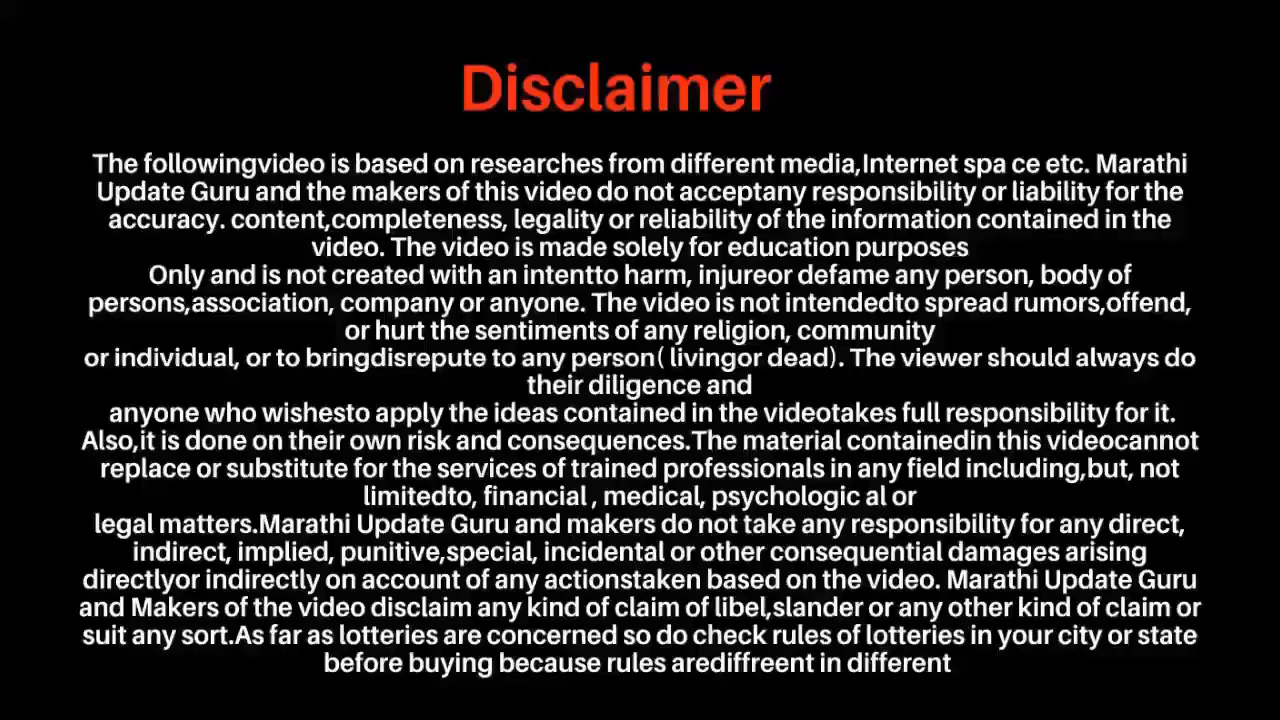 Disclaimer
The followingvideo is based on researches from different media,Internet spa ce etc. Marathi
Update Guru and the makers of this video do not acceptany responsibility or liability for the
accuracy. content,completeness, legality or reliability of the information contained in the
video. The video is made solely for education purposes
Only and is not created with an intentto harm, injureor defame any person, body of
persons,association, company or anyone. The video is not intendedto spread rumors,offend,
or hurt the sentiments of any religion, community
or individual, or to bringdisrepute to any person( livingor dead). The viewer should always do
their diligence and
anyone who wishesto apply the ideas contained in the videotakes full responsibility for it.
Also,it is done on their own risk and consequences.The material containedin this videocannot
replace or substitute for the services of trained professionals in any field including,but, not
limitedto, financial , medical, psychologic al or
legal matters.Marathi Update Guru and makers do not take any responsibility for any direct,
indirect, implied, punitive,special, incidental or other consequential damages arising
directlyor indirectly on account of any actionstaken based on the video. Marathi Update Guru
and Makers of the video disclaim any kind of claim of libel,slander or any other kind of claim or
suit any sort.As far as lotteries are concerned so do check rules of lotteries in your city or state
before buying because rules arediffreent in different